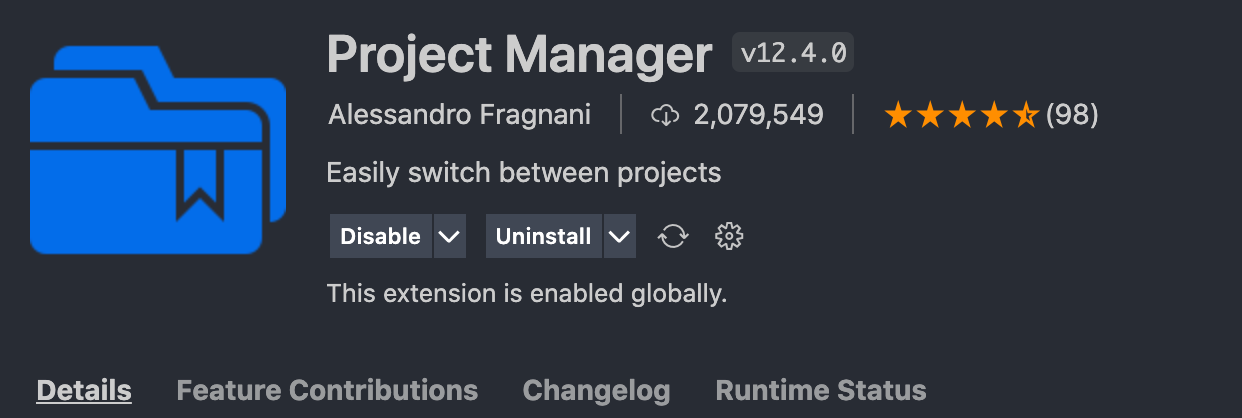 Project Manager v12.4.0
Alessandro Fragnani 2,079,549 (98)
Easily switch between projects
Disable Uninstall
This extension is enabled globally.
Details Feature Contributions Changelog Runtime Status